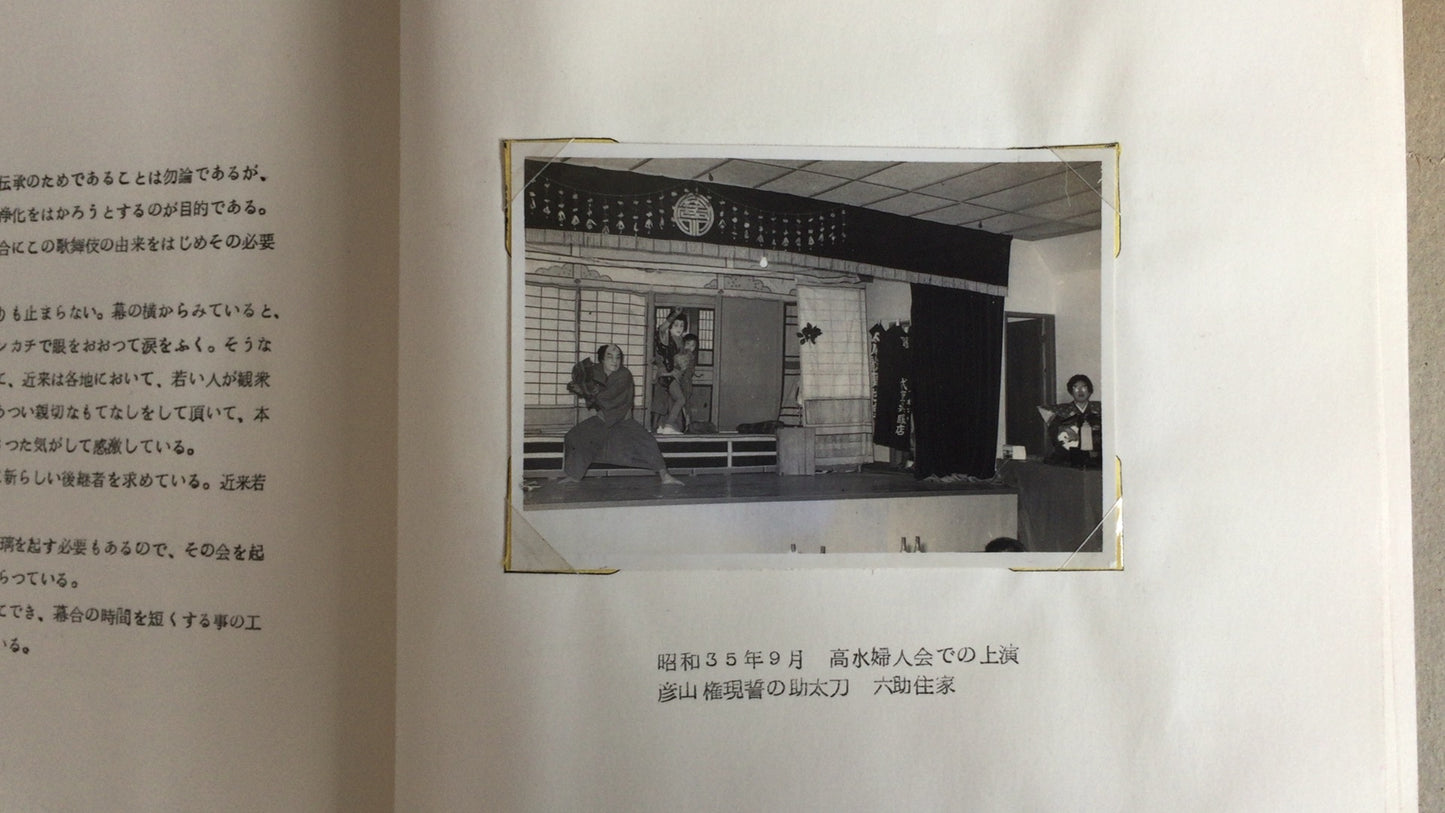 伝承のためであることは勿論であるが、
浄化をはかろうとするのが目的である。
合にこの歌舞伎の由来をはじめその必要
も止まらない。幕の横からみていると、
ンカチで眼をおおつて涙をふく。そうな
、近来は各地において、若い人が観衆
つい親切なもてなしをして頂いて、本
つた気がして感激している。
新らしい後継者を求めている。近来若
璃を起す必要もあるので、その会を起
らつている。
てでき、幕合の時間を短くする事の工
いる。
呉服店
昭和35年9月 高水婦人会での上演
彦山権現誓の助太刀 六助住家